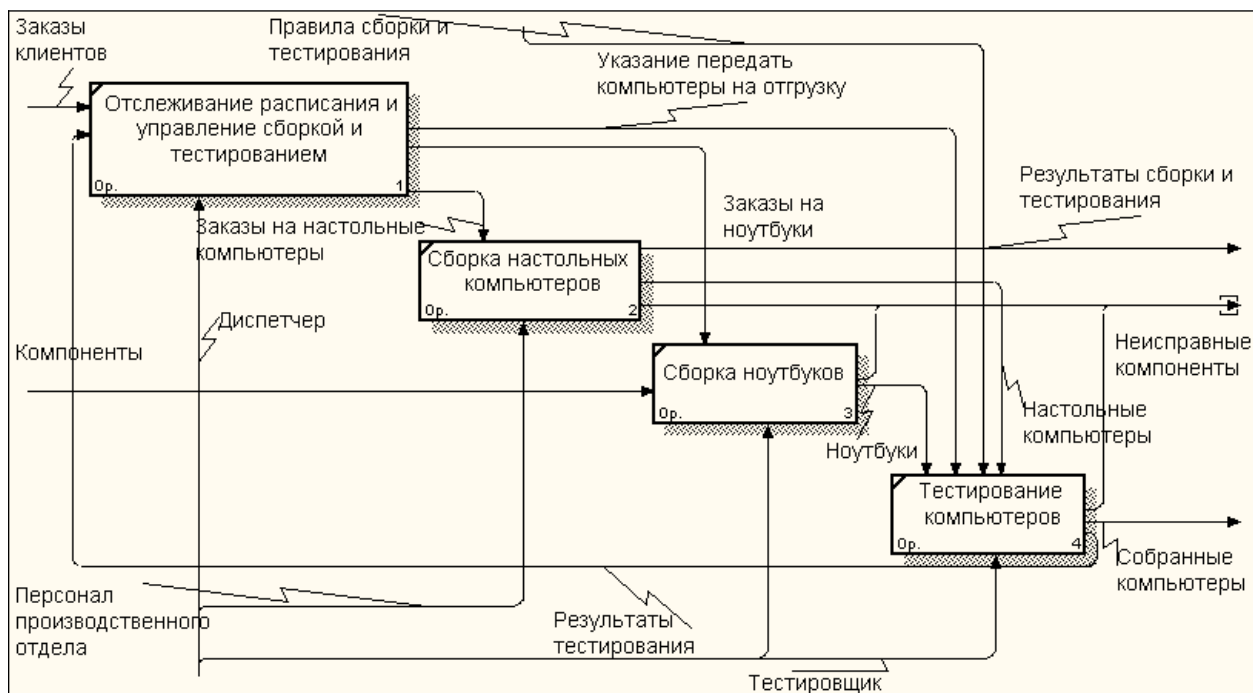 Заказы
клиентов
Правила сборки и
тестирования
Указание передать
компьютеры на отгрузку
Отслеживание расписания и
управление сборкой и
тестированием
0р.
1
Результаты сборки и
тестирования
Заказы на
ноутбуки
Заказы на настольные
компьютеры
Сборка настольных
компьютеров
0р.
2
Диспетчер
Компоненты
Неисправные
компоненты
Сборка ноутбуков
0р.
3
Настольные
компьютеры
Ноутбуки
Тестирование
компьютеров
0р.
4
Собранные
компьютеры
Персонал
производственного
отдела
Результаты
тестирования
Тестировщик